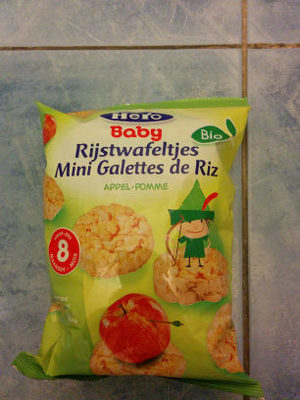 Hero
Baby
Bio
Rijstwafeltjes
Mini Galettes de Riz
APPEL-POMME
8